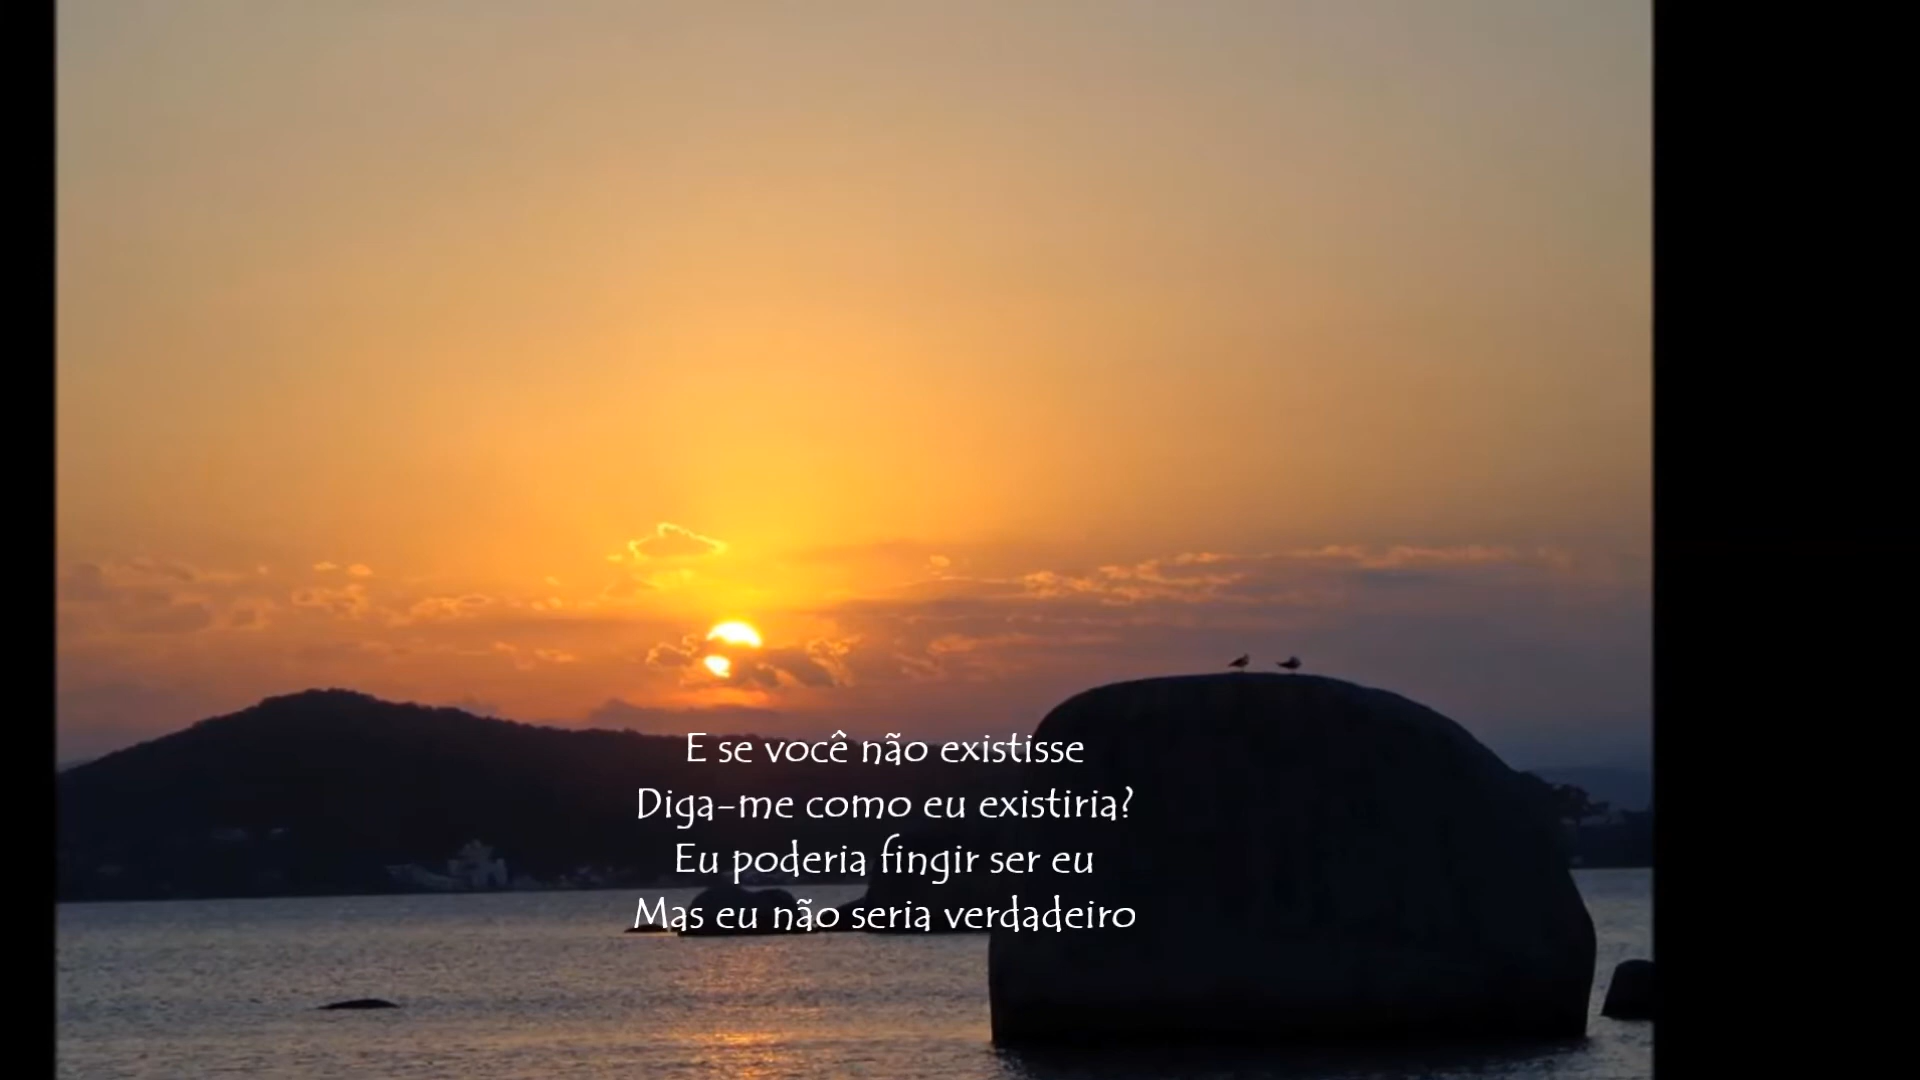 E se você não existisse
Diga-me como eu existiria?
Eu poderia fingir ser eu
Mas eu não seria verdadeiro